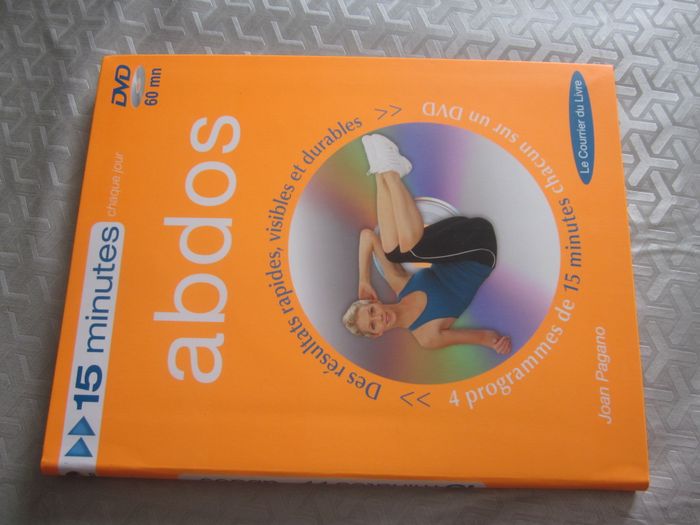 15 minutes
chaque jour
DVD
60 mn
abdos
Des résultats rapides, visibles et durables >>
4 programmes de 15 minutes chacun sur un DVD >>
Joan Pagano
Le Courrier du Livre